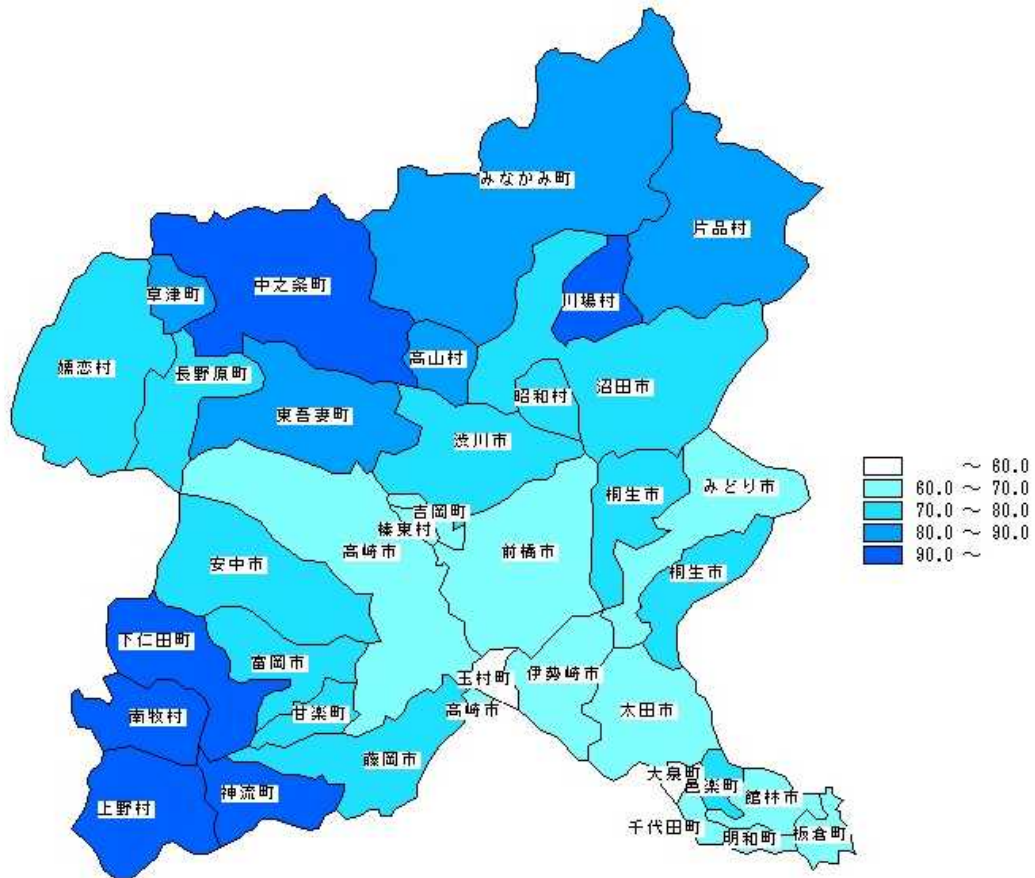 みなかみ町
片品村
中之条町
草津町
川場村
嬬恋村
長野原町
高山村
昭和村
沼田市
東吾妻町
渋川市
みどり市
桐生市
吉岡町
榛東村
高崎市
前橋市
安中市
桐生市
下仁田町
富岡市
玉村町
伊勢崎市
南牧村
甘楽町
高崎市
太田市
藤岡市
大泉町
邑楽町
上野村
神流町
館林市
千代田町
明和町
板倉町
～ 60.0
60.0 ～ 70.0
70.0 ～ 80.0
80.0 ～ 90.0
90.0 ～